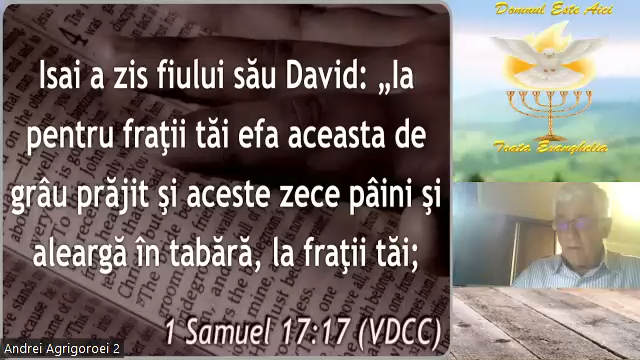 Domnul Este Aici
Isai a zis fiului său David: „Ia
pentru fraţii tăi efa aceasta de
grâu prăjit şi aceste zece pâini şi
aleargă în tabără, la fraţii tăi;
1 Samuel 17:17 (VDCC)
Toata Evanghelia
Andrei Agrigoroei 2